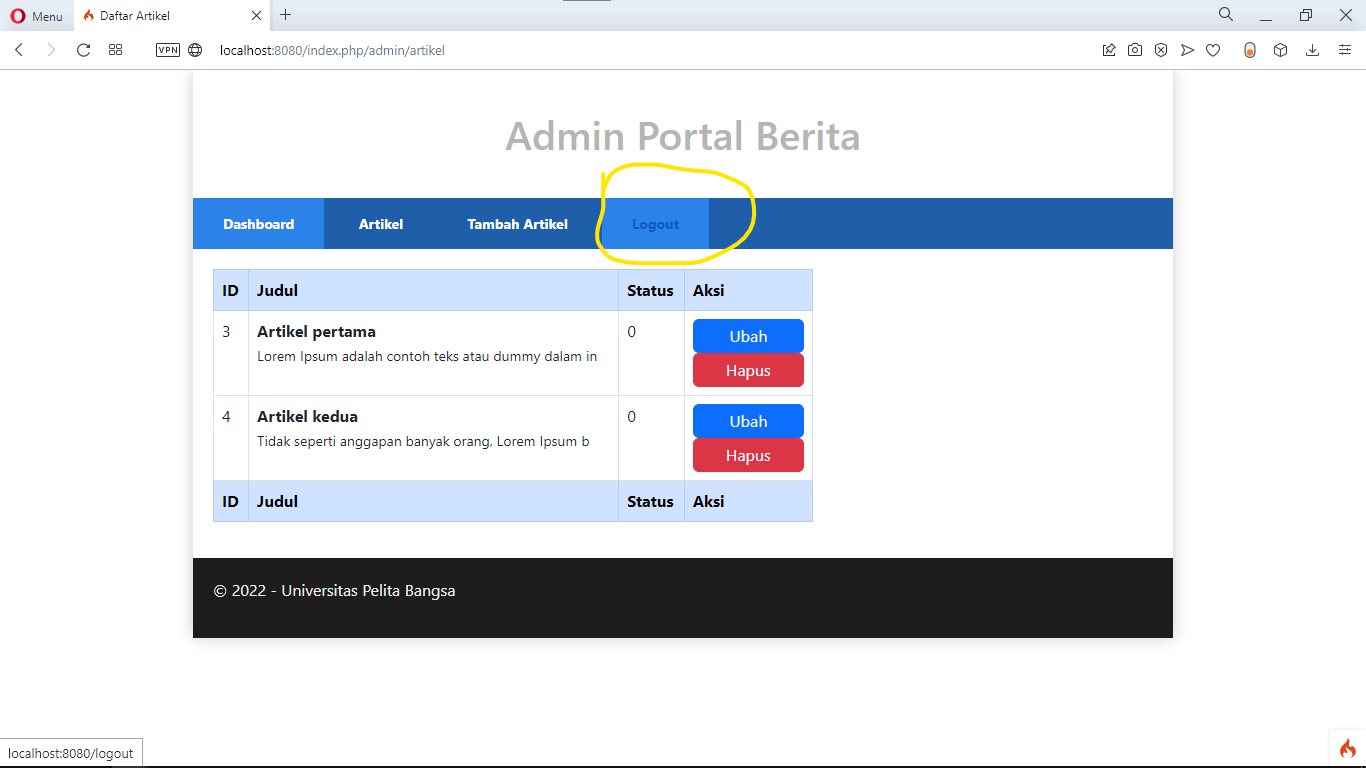 Menu
Daftar Artikel
VPN
localhost:8080/index.php/admin/artikel
Admin Portal Berita
Dashboard Artikel Tambah Artikel Logout
ID Judul Status Aksi
3 Artikel pertama 0 Ubah
Lorem Ipsum adalah contoh teks atau dummy dalam in
Hapus
4 Artikel kedua 0 Ubah
Tidak seperti anggapan banyak orang, Lorem Ipsum b
Hapus
ID Judul Status Aksi
© 2022 - Universitas Pelita Bangsa
localhost:8080/logout